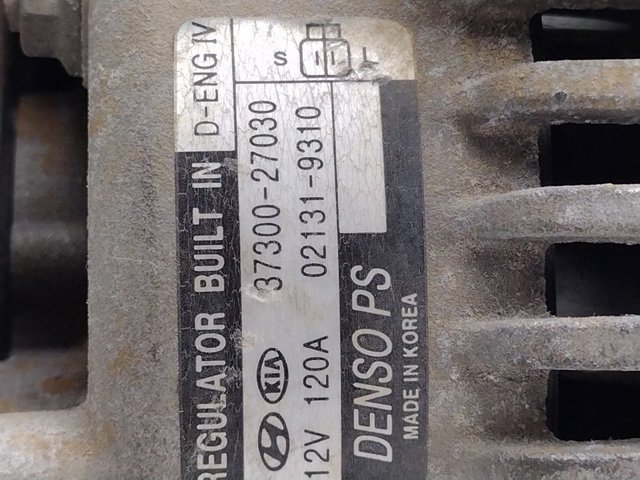 REGULATOR BUILT IN
D-ENG IV
37300-27030
KIA
S L
12V 120A
02131-9310
DENSO PS
MADE IN KOREA